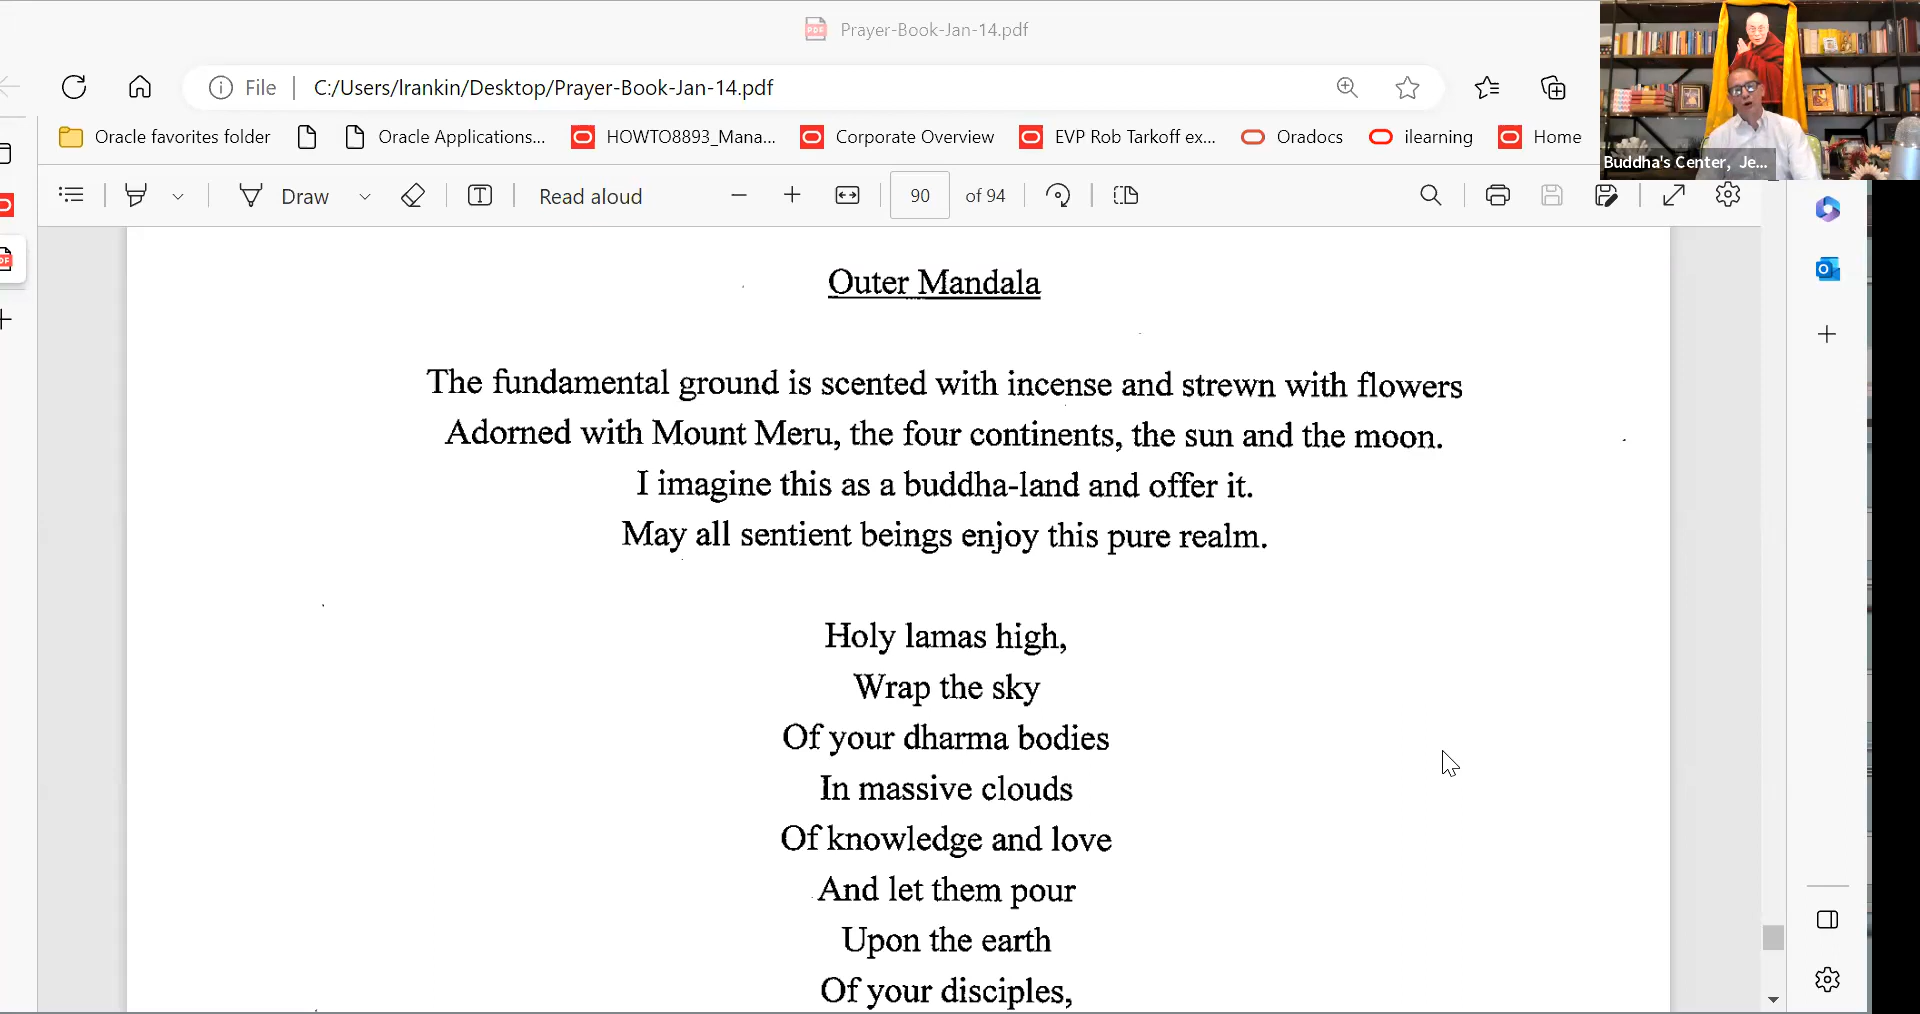 Prayer-Book-Jan-14.pdf
File
C:/Users/lrankin/Desktop/Prayer-Book-Jan-14.pdf
Oracle favorites folder
Oracle Applications...
HOWTO8893_Mana...
Corporate Overview
EVP Rob Tarkoff ex...
Oradocs
ilearning
Home
Buddha's Center, Je...
Draw
Read aloud
90
of 94
Outer Mandala
The fundamental ground is scented with incense and strewn with flowers
Adorned with Mount Meru, the four continents, the sun and the moon.
I imagine this as a buddha-land and offer it.
May all sentient beings enjoy this pure realm.
Holy lamas high,
Wrap the sky
Of your dharma bodies
In massive clouds
Of knowledge and love
And let them pour
Upon the earth
Of your disciples,